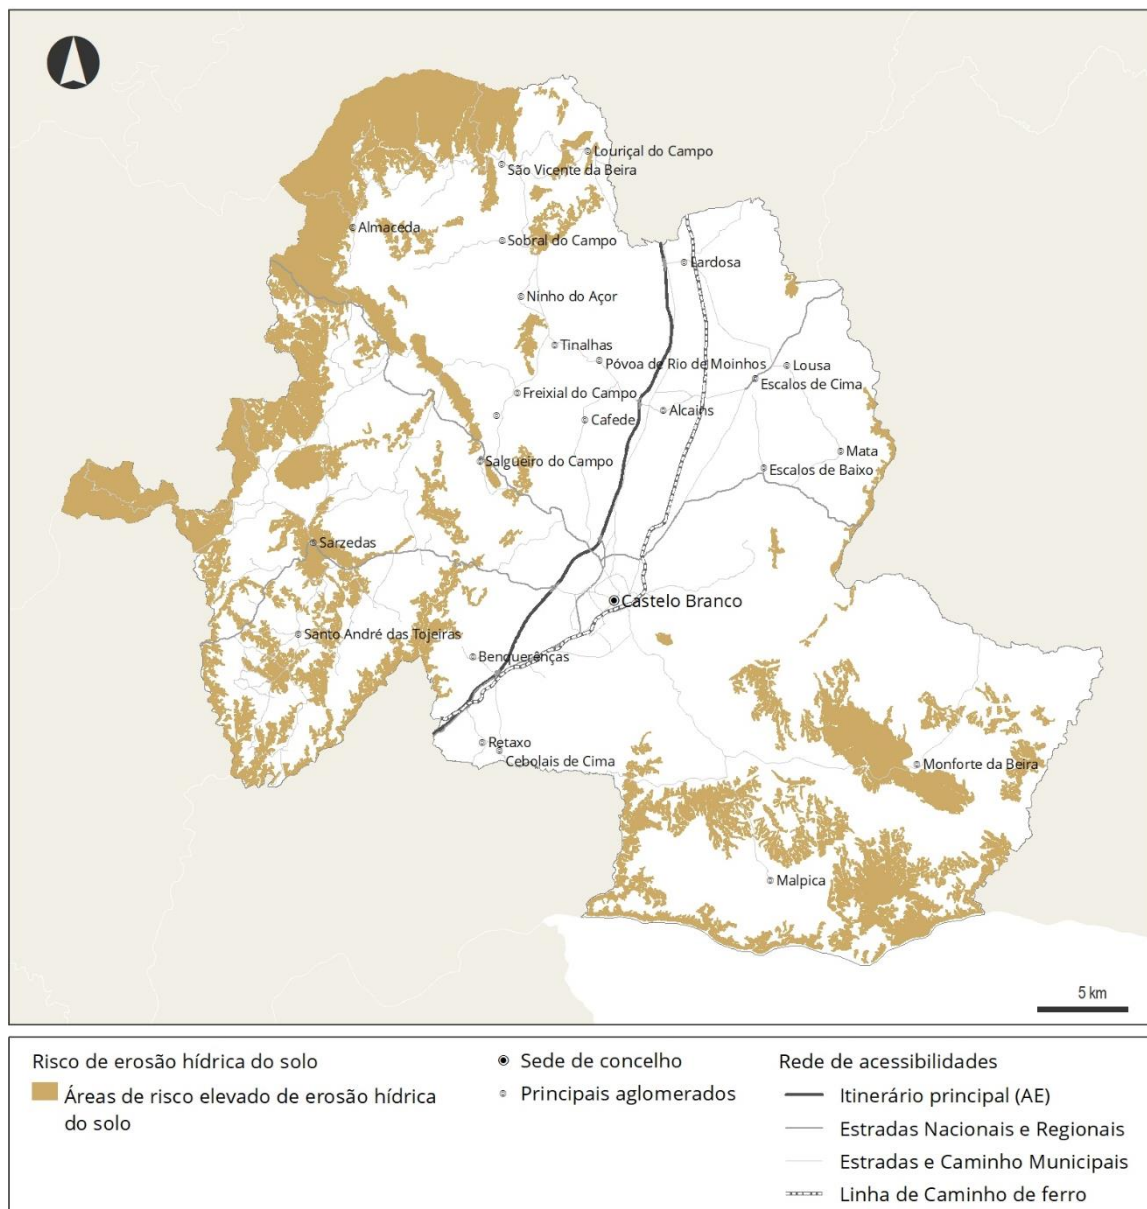 Louriçal do Campo
São Vicente da Beira
Almaceda
Sobral do Campo
Lardosa
Ninho do Açor
Tinalhas
Póvoa de Rio de Moinhos
Lousa
Escalos de Cima
Freixial do Campo
Alcains
Cafede
Mata
Salgueiro do Campo
Escalos de Baixo
Sarzedas
Castelo Branco
Santo André das Tojeiras
Benquerenças
Retaxo
Cebolais de Cima
Monforte da Beira
Malpica
5 km
Risco de erosão hídrica do solo
Áreas de risco elevado de erosão hídrica
do solo
Sede de concelho
Principais aglomerados
Rede de acessibilidades
Itinerário principal (AE)
Estradas Nacionais e Regionais
Estradas e Caminho Municipais
Linha de Caminho de ferro